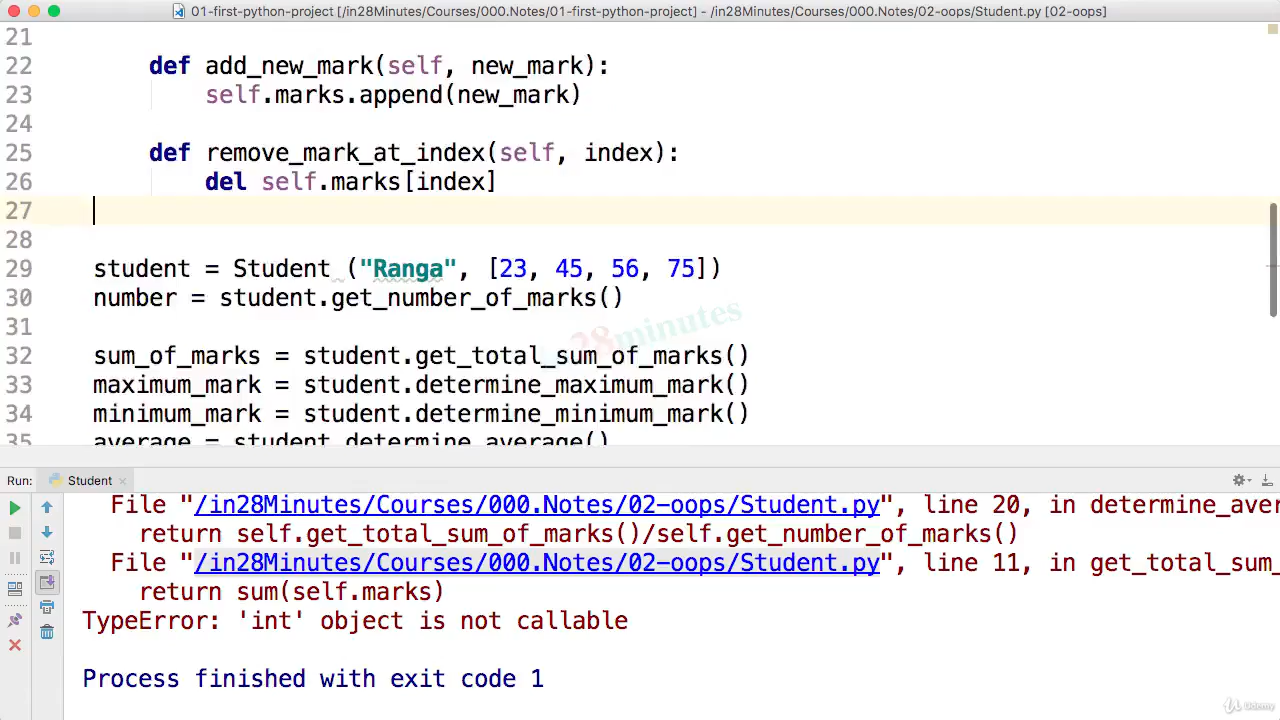 01-first-python-project [/in28Minutes/Courses/000.Notes/01-first-python-project] - /in28Minutes/Courses/000.Notes/02-oops/Student.py [02-oops]
21
22 def add_new_mark(self, new_mark):
23 self.marks.append(new_mark)
24
25 def remove_mark_at_index(self, index):
26 del self.marks[index]
27
28
29 student = Student ("Ranga", [23, 45, 56, 75])
30 number = student.get_number_of_marks()
31
28minutes
32 sum_of_marks = student.get_total_sum_of_marks()
33 maximum_mark = student.determine_maximum_mark()
34 minimum_mark = student.determine_minimum_mark()
35 average = student.determine_average()
Run: Student
File "/in28Minutes/Courses/000.Notes/02-oops/Student.py", line 20, in determine_aver
return self.get_total_sum_of_marks()/self.get_number_of_marks()
File "/in28Minutes/Courses/000.Notes/02-oops/Student.py", line 11, in get_total_sum_
return sum(self.marks)
TypeError: 'int' object is not callable
Process finished with exit code 1
Udemy